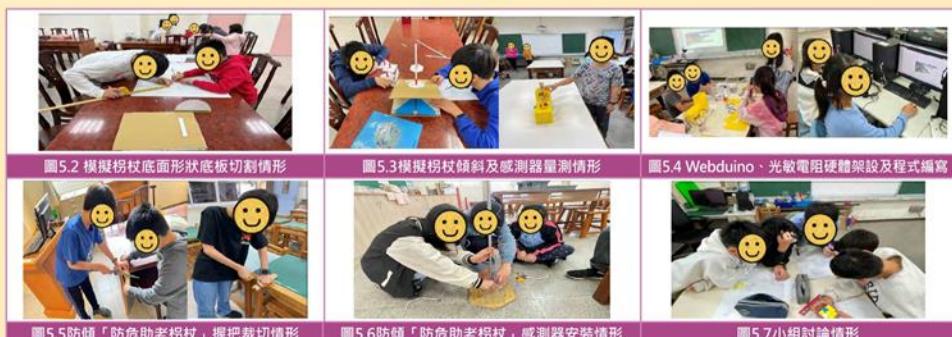 圖5.2 模擬柺杖底面形狀底板切割情形
圖5.3模擬柺杖傾斜及感測器量測情形
圖5.4 Webduino、光敏電阻硬體架設及程式編寫
圖5.5防傾「防危助老柺杖」握把裁切情形
圖5.6防傾「防危助老柺杖」感測器安裝情形
圖5.7小組討論情形